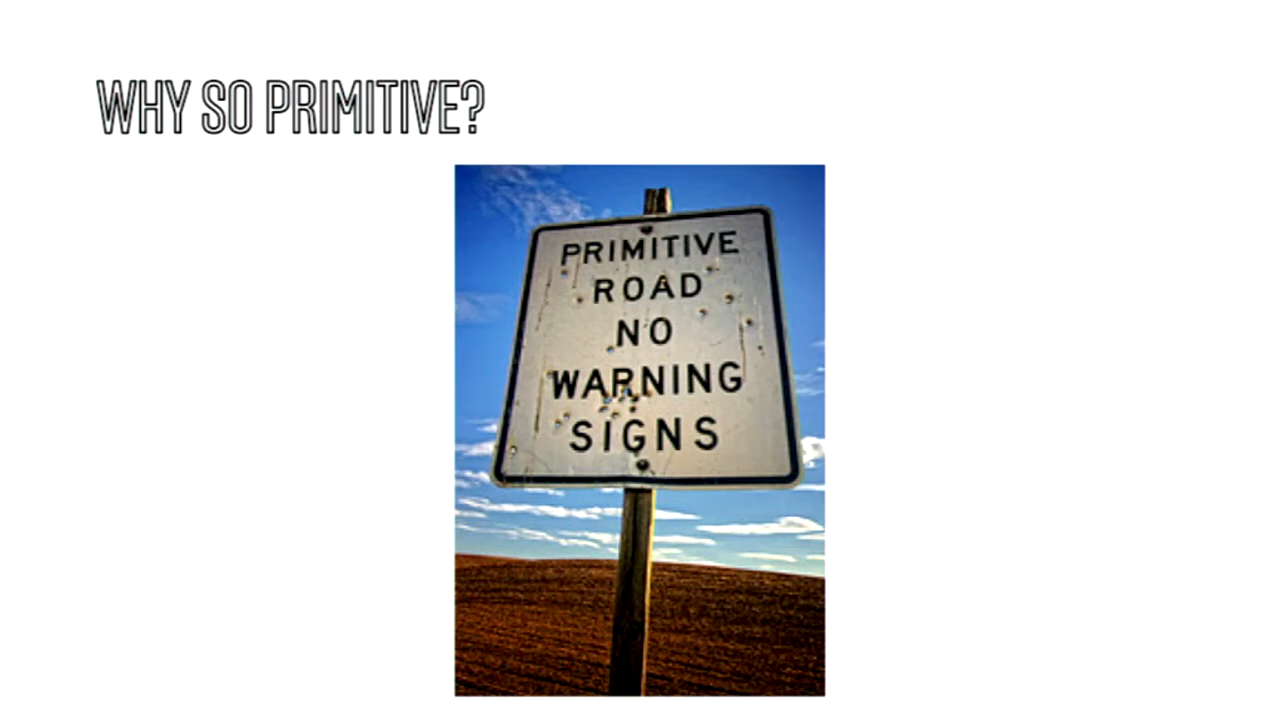 WHY SO PRIMITIVE?
PRIMITIVE
ROAD
NO
WARNING
SIGNS